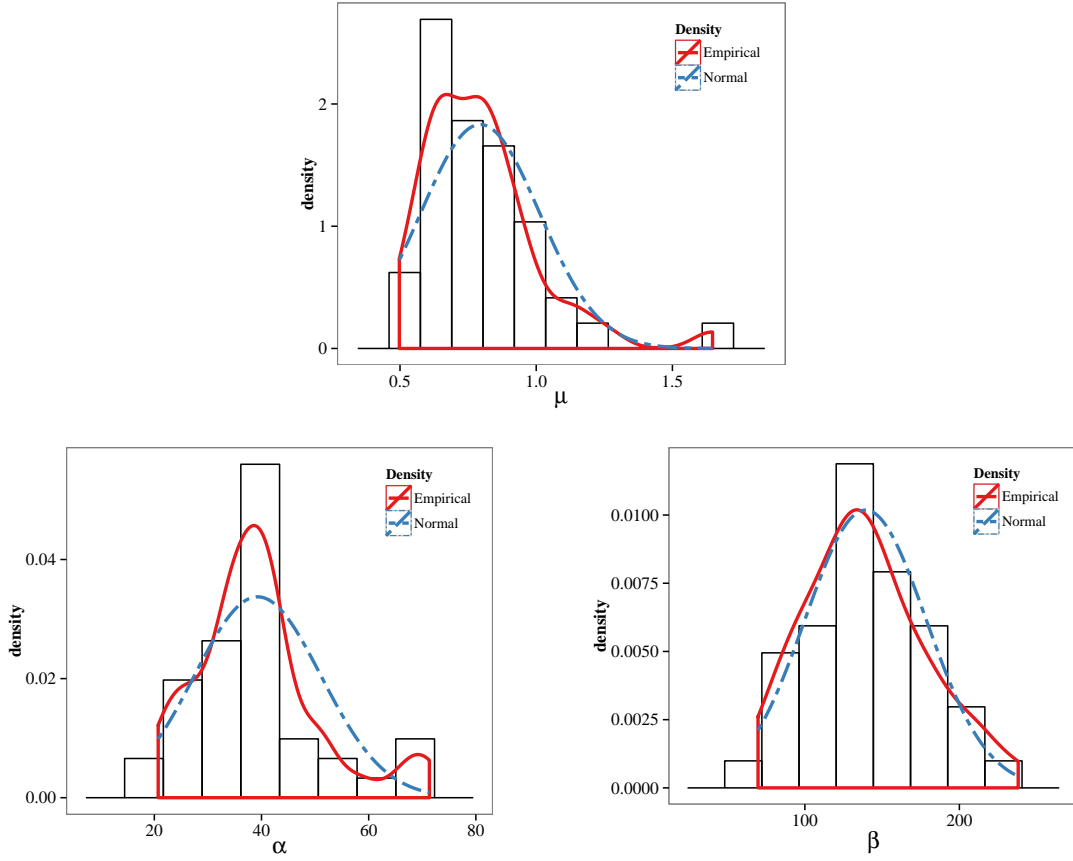 Density
Empirical
Normal
2
1
0
density
0.5 1.0 1.5
μ
Density
Empirical
Normal
0.04
0.02
0.00
density
20 40 60 80
α
Density
Empirical
Normal
0.0100
0.0075
0.0050
0.0025
0.0000
density
100 200
β